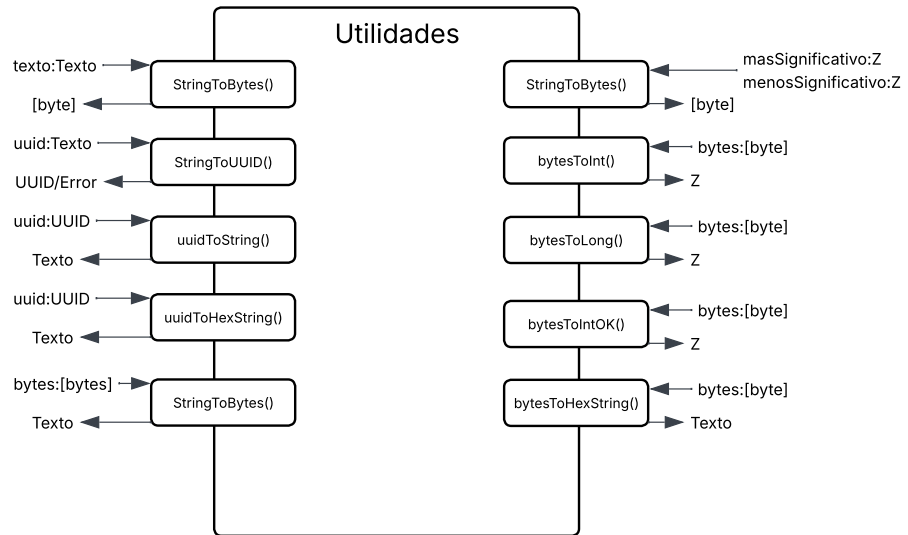 Utilidades
texto:Texto
StringToBytes()
[byte]
uuid:Texto
StringToUUID()
UUID/Error
uuid:UUID
uuidToString()
Texto
uuid:UUID
uuidToHexString()
Texto
bytes:[bytes]
StringToBytes()
Texto
masSignificativo:Z
menosSignificativo:Z
StringToBytes()
[byte]
bytes:[byte]
bytesToInt()
Z
bytes:[byte]
bytesToLong()
Z
bytes:[byte]
bytesToIntOK()
Z
bytes:[byte]
bytesToHexString()
Texto